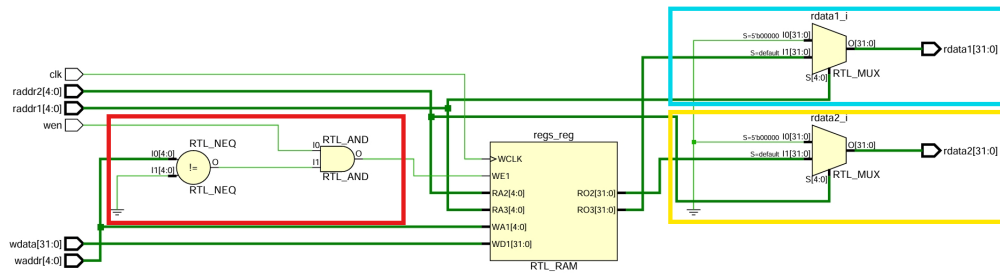 rdata1_i
S=5'b00000 I0[31:0]
S=default I1[31:0]
O[31:0]
rdata1[31:0]
S[4:0]
RTL_MUX
clk
raddr2[4:0]
raddr1[4:0]
wen
rdata2_i
S=5'b00000 I0[31:0]
S=default I1[31:0]
O[31:0]
rdata2[31:0]
S[4:0]
RTL_MUX
RTL_NEQ
I0[4:0]
I1[4:0]
!=
O
RTL_NEQ
RTL_AND
I0
I1
O
RTL_AND
regs_reg
WCLK
WE1
RA2[4:0]
RA3[4:0]
WA1[4:0]
WD1[31:0]
RO2[31:0]
RO3[31:0]
RTL_RAM
wdata[31:0]
waddr[4:0]